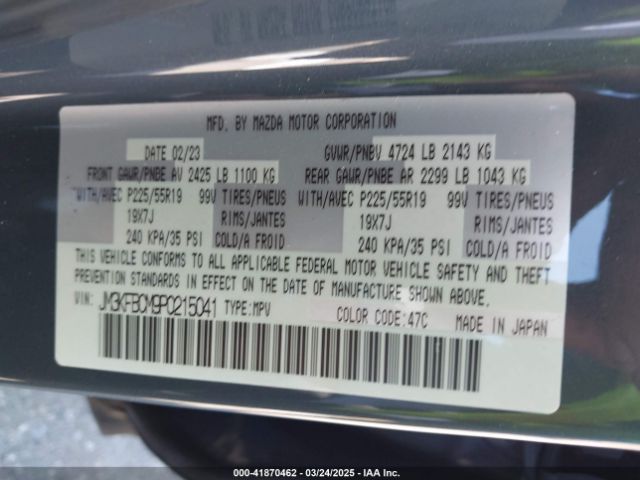 MFD. BY MAZDA MOTOR CORPORATION
DATE 02/23 GVWR/PNBV 4724 LB 2143 KG
FRONT GAWR/PNBE AV 2425 LB 1100 KG REAR GAWR/PNBE AR 2299 LB 1043 KG
WITH/AVEC P225/55R19 99V TIRES/PNEUS WITH/AVEC P225/55R19 99V TIRES/PNEUS
19X7J RIMS/JANTES 19X7J RIMS/JANTES
240 KPA/35 PSI COLD/A FROID 240 KPA/35 PSI COLD/A FROID
THIS VEHICLE CONFORMS TO ALL APPLICABLE FEDERAL MOTOR VEHICLE SAFETY AND THEFT
PREVENTION STANDARDS IN EFFECT ON THE DATE OF MANUFACTURE SHOWN ABOVE.
VIN: JM3KFBCM9P0215041 TYPE:MPV COLOR CODE:47C MADE IN JAPAN
000-41870462 - 03/24/2025 - IAA Inc.